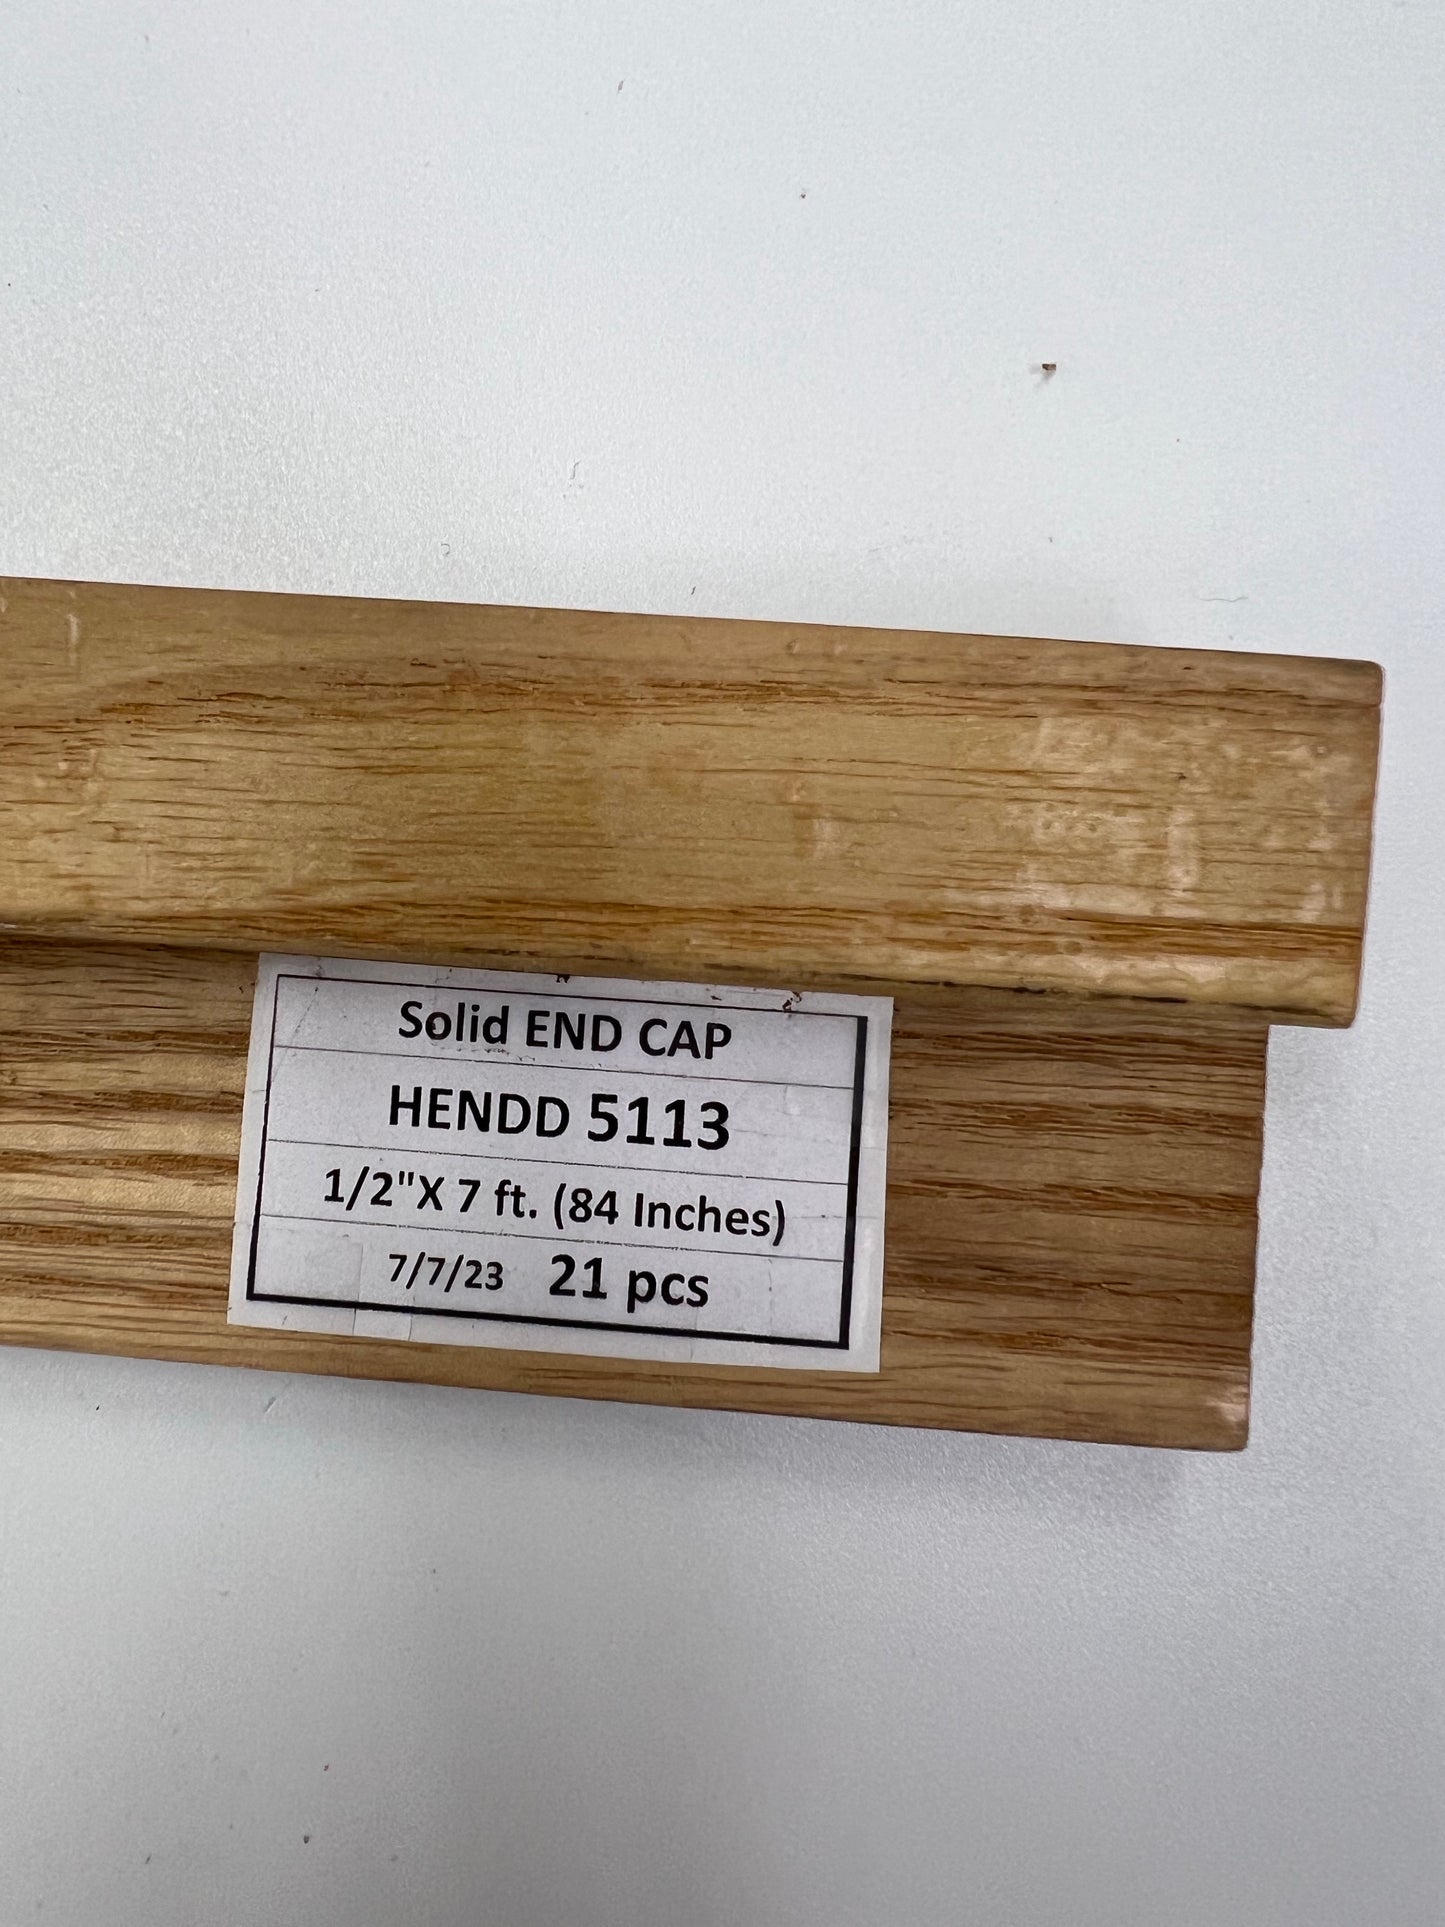 Solid END CAP
HENDD 5113
1/2"X 7 ft. (84 Inches)
7/7/23 21 pcs